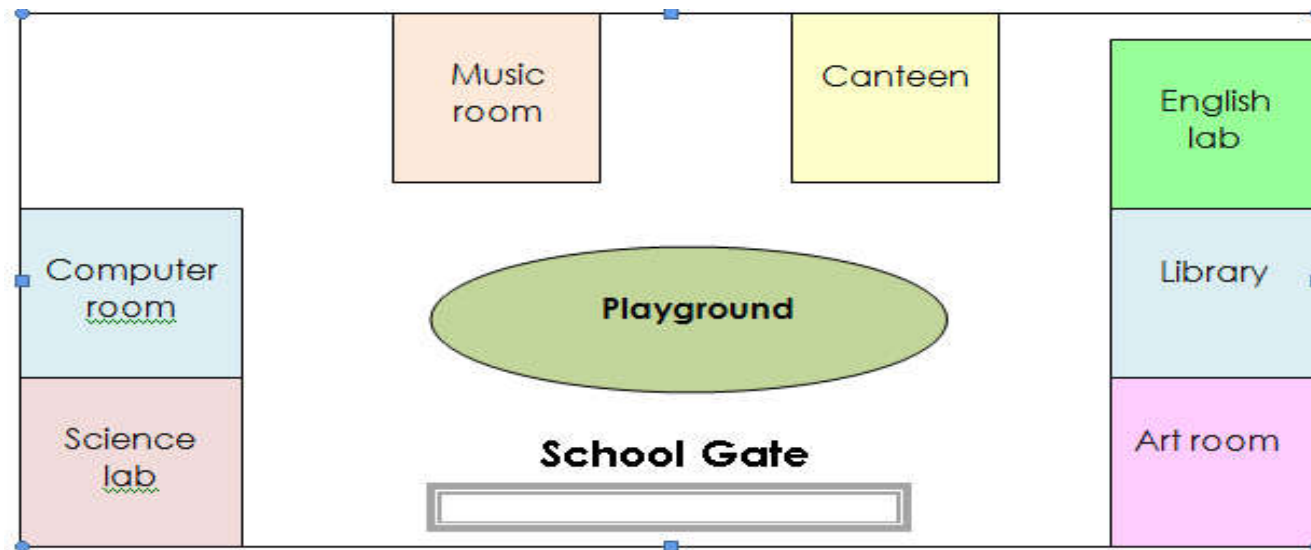 Music
room
Canteen
English
lab
Computer
room
Playground
Library
Science
lab
School Gate
Art room